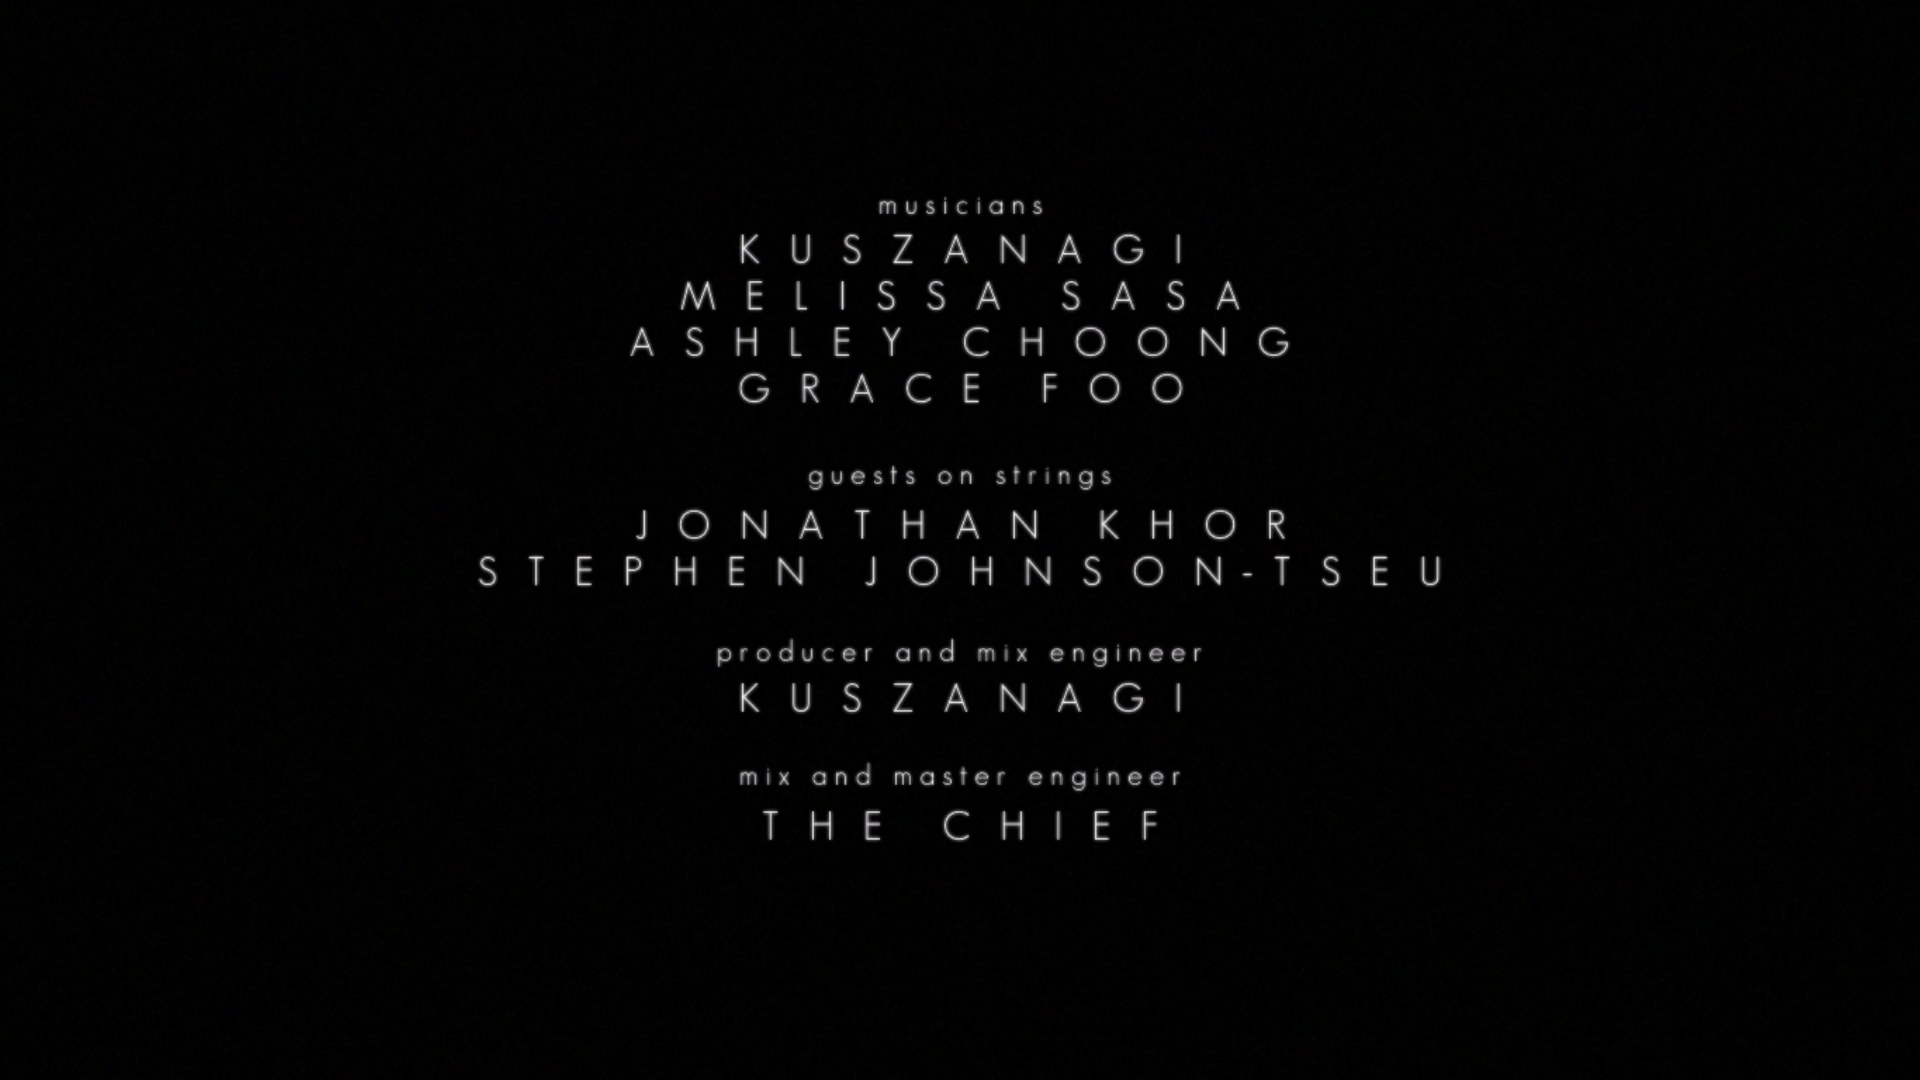 musicians
KUSZANAGI
MELISSA SASA
ASHLEY CHOONG
GRACE FOO
guests on strings
JONATHAN KHOR
STEPHEN JOHNSON-TSEU
producer and mix engineer
KUSZANAGI
mix and master engineer
THE CHIEF